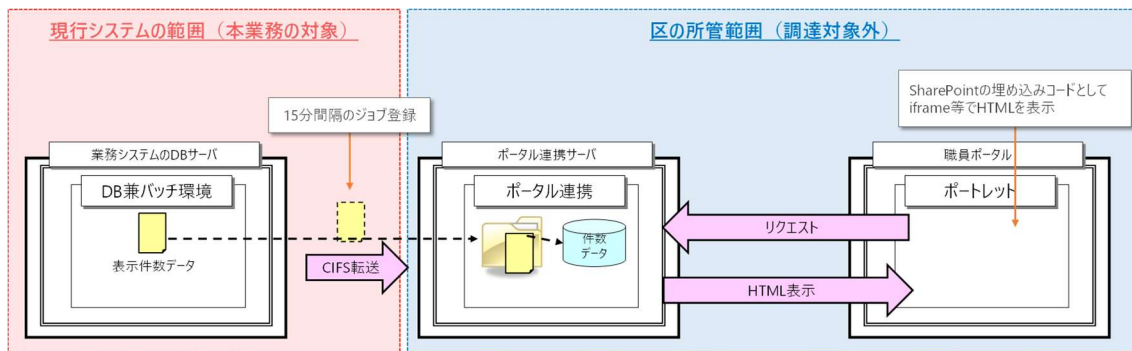 現行システムの範囲（本業務の対象）
区の所管範囲（調達対象外）
15分間隔のジョブ登録
SharePointの埋め込みコードとして
iframe等でHTMLを表示
業務システムのDBサーバ
ポータル連携サーバ
職員ポータル
DB兼バッチ環境
ポータル連携
ポートレット
表示件数データ
CIFS転送
件数
データ
リクエスト
HTML表示